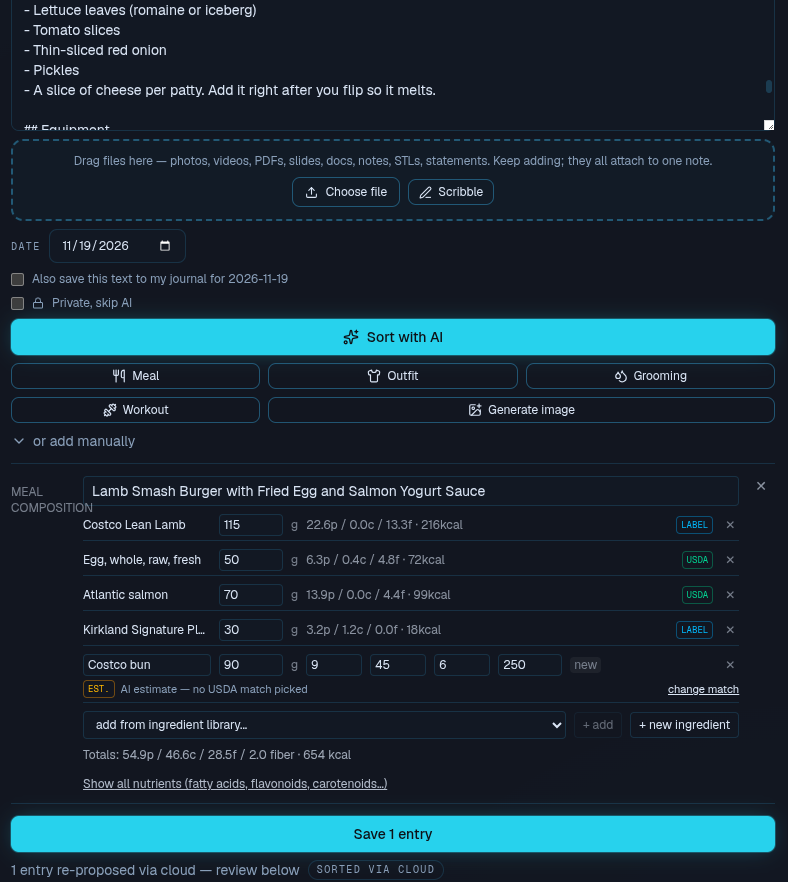 - Lettuce leaves (romaine or iceberg)
- Tomato slices
- Thin-sliced red onion
- Pickles
- A slice of cheese per patty. Add it right after you flip so it melts.
## Equipment
Drag files here — photos, videos, PDFs, slides, docs, notes, STLs, statements. Keep adding; they all attach to one note.
Choose file Scribble
DATE 11/19/2026
Also save this text to my journal for 2026-11-19
Private, skip AI
Sort with AI
Meal Outfit Grooming
Workout Generate image
or add manually
MEAL COMPOSITION Lamb Smash Burger with Fried Egg and Salmon Yogurt Sauce ×
Costco Lean Lamb 115 g 22.6p / 0.0c / 13.3f · 216kcal LABEL ×
Egg, whole, raw, fresh 50 g 6.3p / 0.4c / 4.8f · 72kcal USDA ×
Atlantic salmon 70 g 13.9p / 0.0c / 4.4f · 99kcal USDA ×
Kirkland Signature Pl... 30 g 3.2p / 1.2c / 0.0f · 18kcal LABEL ×
Costco bun 90 g 9 45 6 250 new ×
EST. AI estimate — no USDA match picked change match
add from ingredient library... + add + new ingredient
Totals: 54.9p / 46.6c / 28.5f / 2.0 fiber · 654 kcal
Show all nutrients (fatty acids, flavonoids, carotenoids...)
Save 1 entry
1 entry re-proposed via cloud — review below SORTED VIA CLOUD